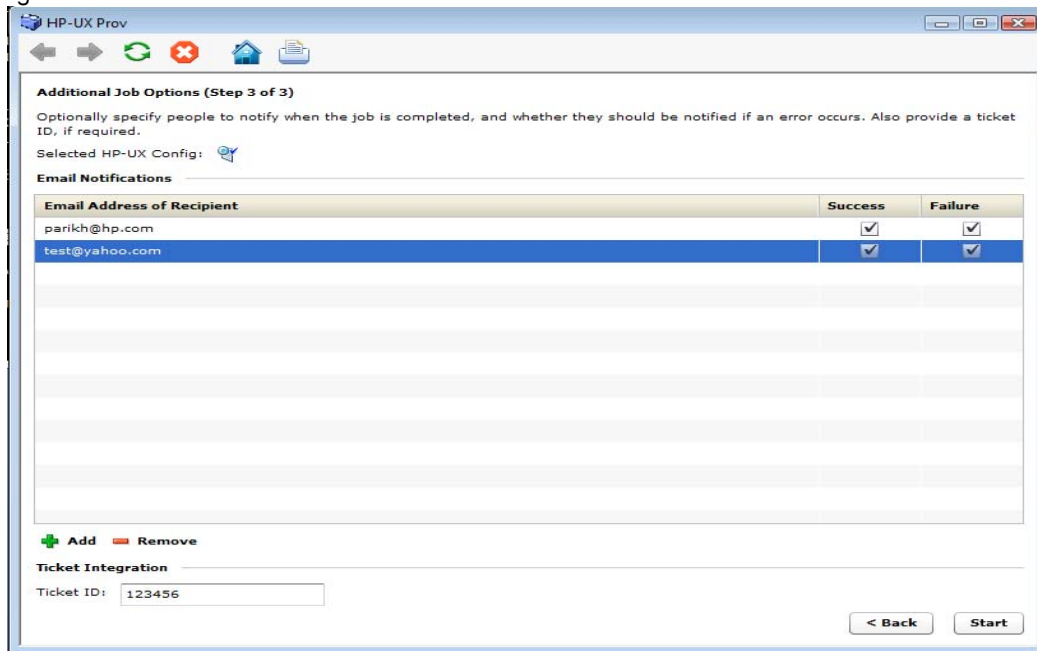 HP-UX Prov
Additional Job Options (Step 3 of 3)
Optionally specify people to notify when the job is completed, and whether they should be notified if an error occurs. Also provide a ticket
ID, if required.
Selected HP-UX Config:
Email Notifications
Email Address of Recipient Success Failure
parikh@hp.com
test@yahoo.com
Add Remove
Ticket Integration
Ticket ID: 123456
< Back Start